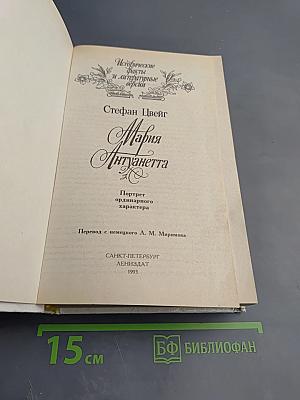 Исторические
факты
и литературные
версии
Стефан Цвейг
Мария
Антуанетта
Портрет
ординарного
характера
Перевод с немецкого Л. М. Миримова
САНКТ-ПЕТЕРБУРГ
ЛЕНИЗДАТ
1993
15 см
БФ БИБЛИОФАН